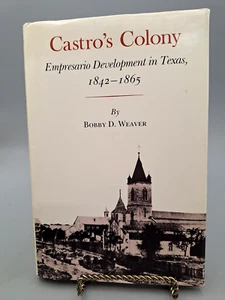 Castro's Colony
Empresario Development in Texas,
1842–1865
By
Bobby D. Weaver